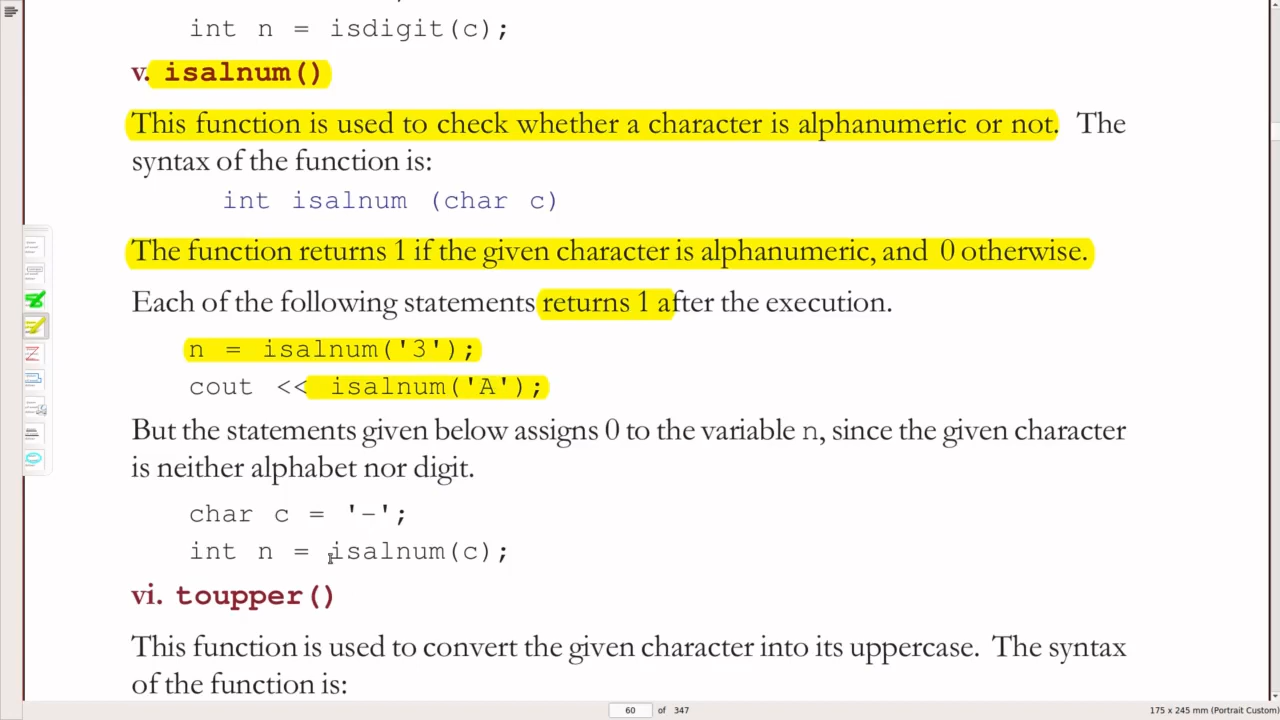 int n = isdigit(c);
v. isalnum()
This function is used to check whether a character is alphanumeric or not. The
syntax of the function is:
int isalnum (char c)
The function returns 1 if the given character is alphanumeric, and 0 otherwise.
Each of the following statements returns 1 after the execution.
n = isalnum('3');
cout << isalnum('A');
But the statements given below assigns 0 to the variable n, since the given character
is neither alphabet nor digit.
char c = '-';
int n = isalnum(c);
vi. toupper()
This function is used to convert the given character into its uppercase. The syntax
of the function is:
60 of 347
175 x 245 mm (Portrait Custom)